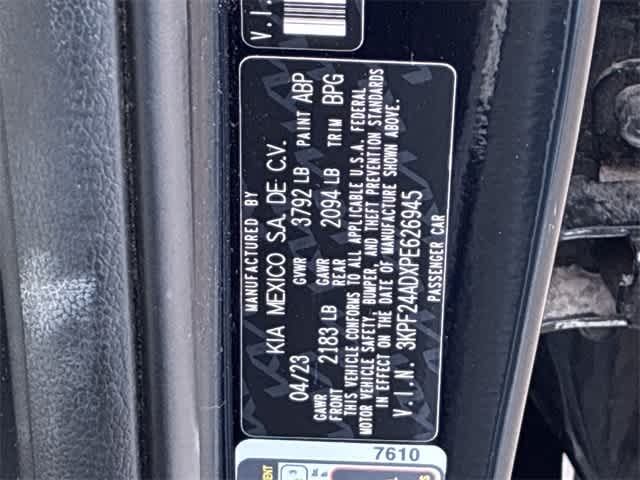 V.I.
MANUFACTURED BY
KIA MEXICO S.A. DE C.V.
04/23 GVWR 3792 LB PAINT ABP
GAWR FRONT 2183 LB GAWR REAR 2094 LB TRIM BPG
THIS VEHICLE CONFORMS TO ALL APPLICABLE U.S.A. FEDERAL
MOTOR VEHICLE SAFETY, BUMPER, AND THEFT PREVENTION STANDARDS
IN EFFECT ON THE DATE OF MANUFACTURE SHOWN ABOVE.
V.I.N. 3KPF24ADXPE626945
PASSENGER CAR
7610